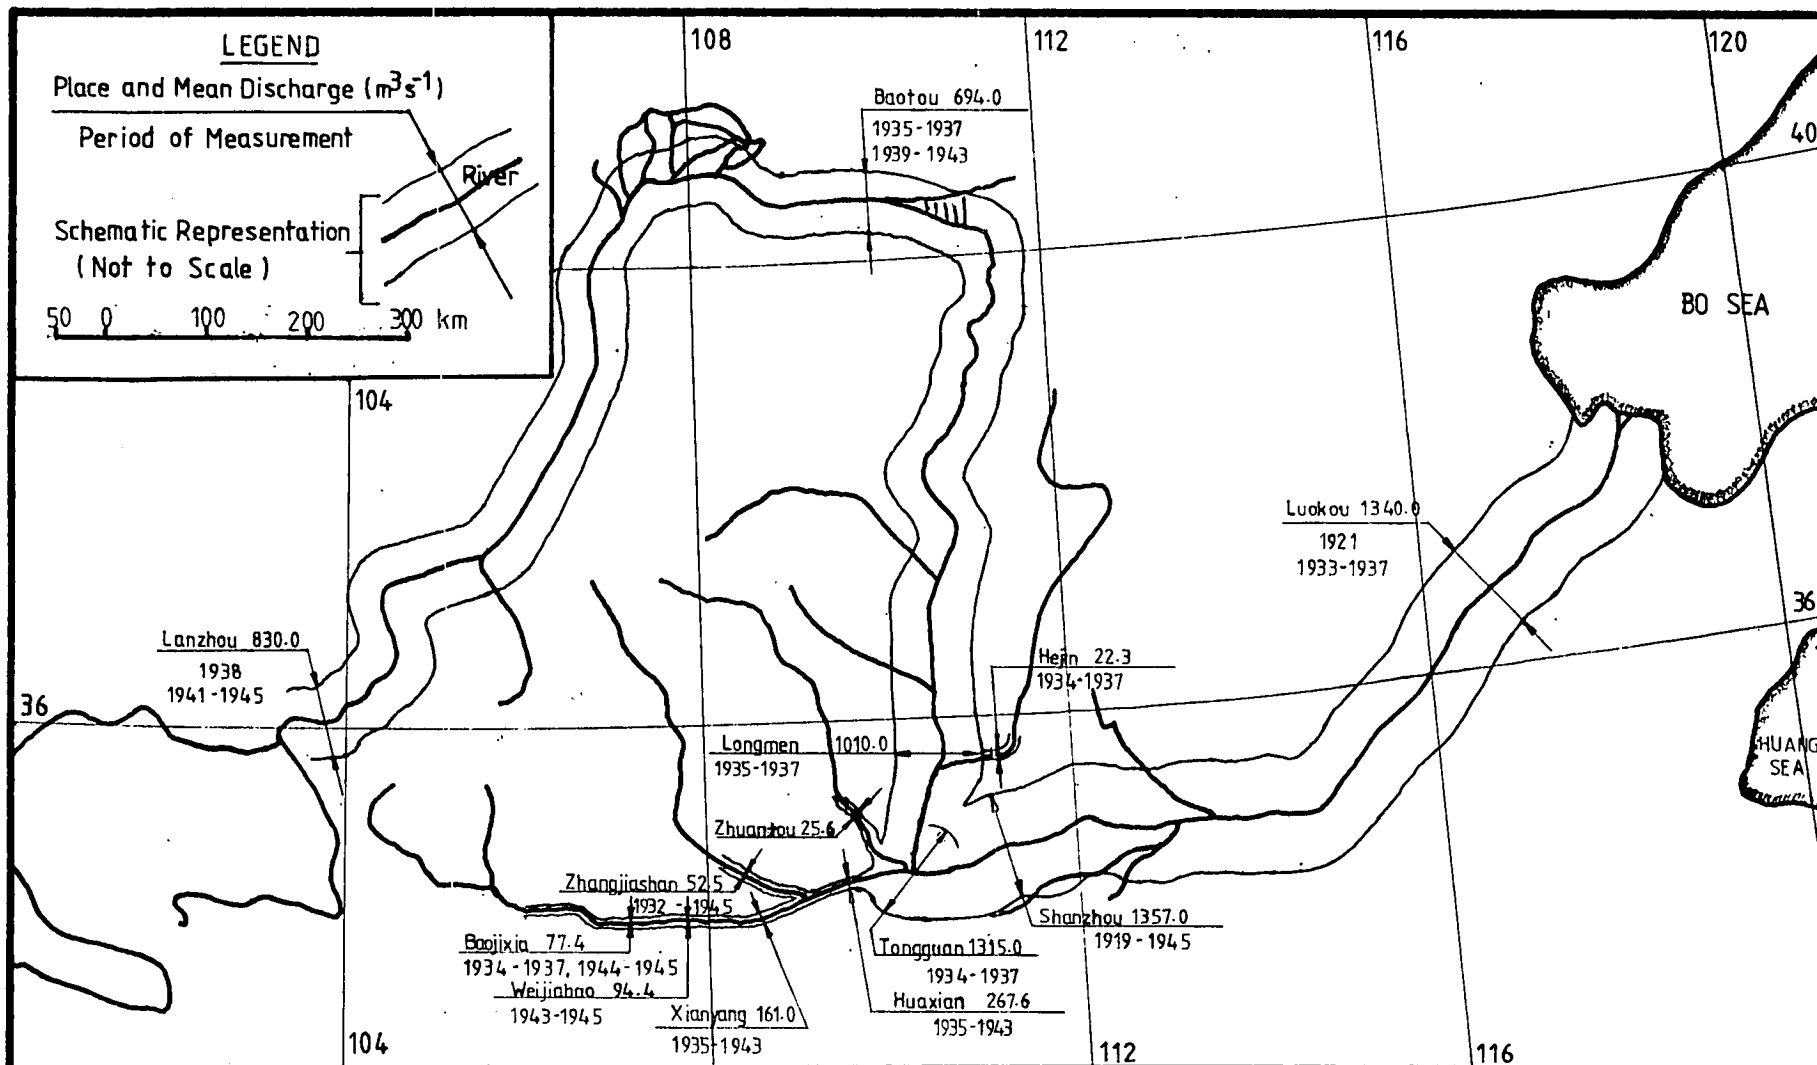 LEGEND
Place and Mean Discharge (m³s⁻¹)
Period of Measurement
River
Schematic Representation
(Not to Scale)
50 0 100 200 300 km
108
112
116
120
40
Baotou 694.0
1935-1937
1939-1943
BO SEA
104
Luokou 1340.0
1921
1933-1937
36
Lanzhou 830.0
1938
1941-1945
Hejin 22.3
1934-1937
36
Longmen 1010.0
1935-1937
HUANG
SEA
Zhuantou 25.6
Zhangjiashan 52.5
1932-1945
Shanzhou 1357.0
1919-1945
Baojixia 77.4
1934-1937, 1944-1945
Tongguan 1315.0
1934-1937
Weijiabao 94.4
1943-1945
Huaxian 267.6
1935-1943
Xianyang 161.0
1935-1943
104
112
116